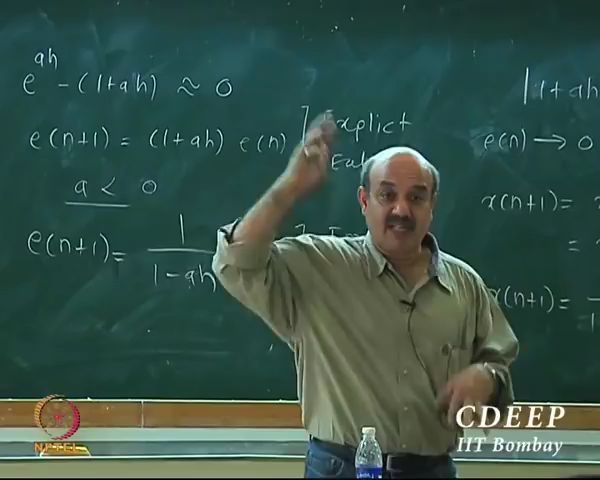 e^{ah} - (1+ah) ≈ 0
e(n+1) = (1+ah) e(n) ] Explict
a < 0
e(n+1) = 1 / (1-ah)
|1+ah
e(n) → 0
x(n+1) =
=
x(n+1) = 1
NPTEL
CDEEP
IIT Bombay